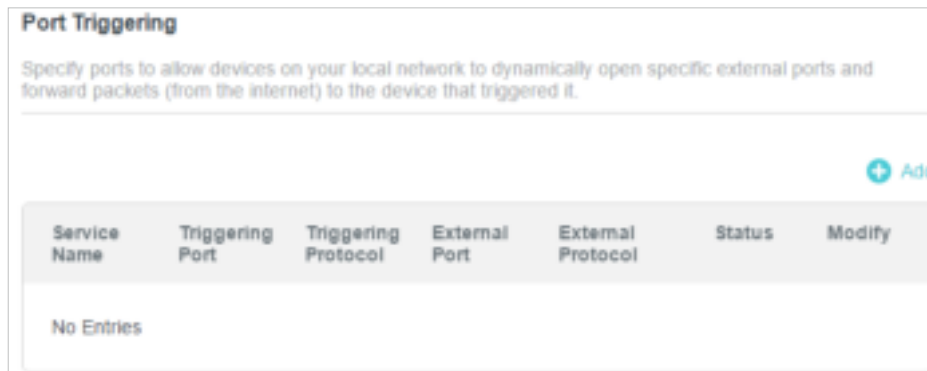 Port Triggering
Specify ports to allow devices on your local network to dynamically open specific external ports and
forward packets (from the internet) to the device that triggered it.
Add
Service Name
Triggering Port
Triggering Protocol
External Port
External Protocol
Status
Modify
No Entries